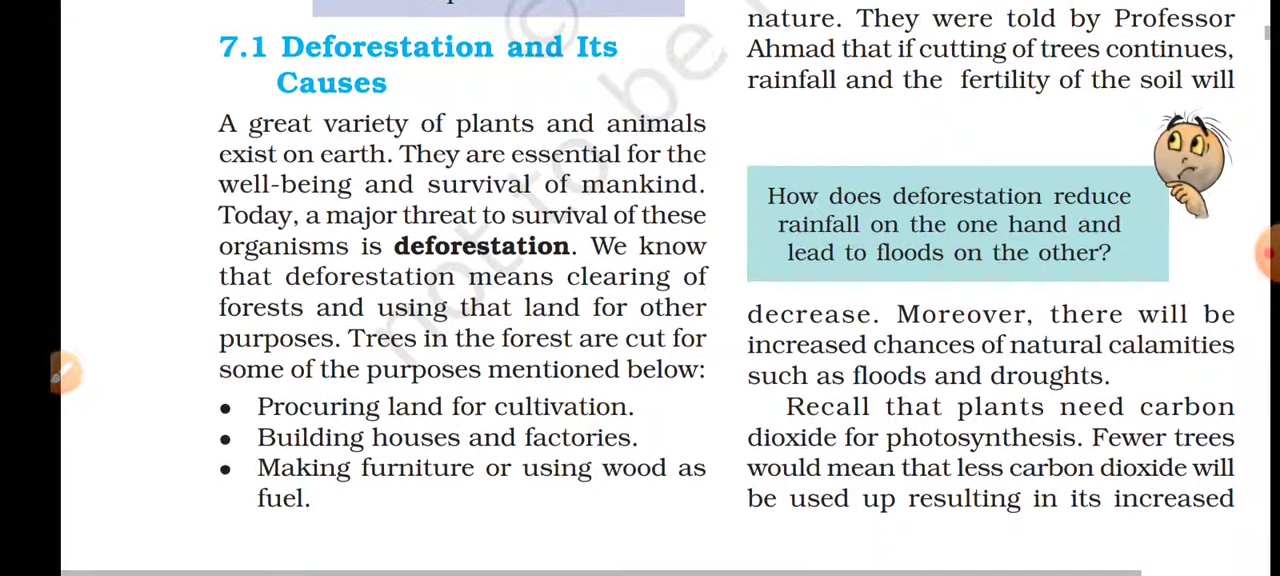 7.1 Deforestation and Its
Causes
A great variety of plants and animals
exist on earth. They are essential for the
well-being and survival of mankind.
Today, a major threat to survival of these
organisms is deforestation. We know
that deforestation means clearing of
forests and using that land for other
purposes. Trees in the forest are cut for
some of the purposes mentioned below:
• Procuring land for cultivation.
• Building houses and factories.
• Making furniture or using wood as
fuel.
nature. They were told by Professor
Ahmad that if cutting of trees continues,
rainfall and the fertility of the soil will
How does deforestation reduce
rainfall on the one hand and
lead to floods on the other?
decrease. Moreover, there will be
increased chances of natural calamities
such as floods and droughts.
Recall that plants need carbon
dioxide for photosynthesis. Fewer trees
would mean that less carbon dioxide will
be used up resulting in its increased
© not to be